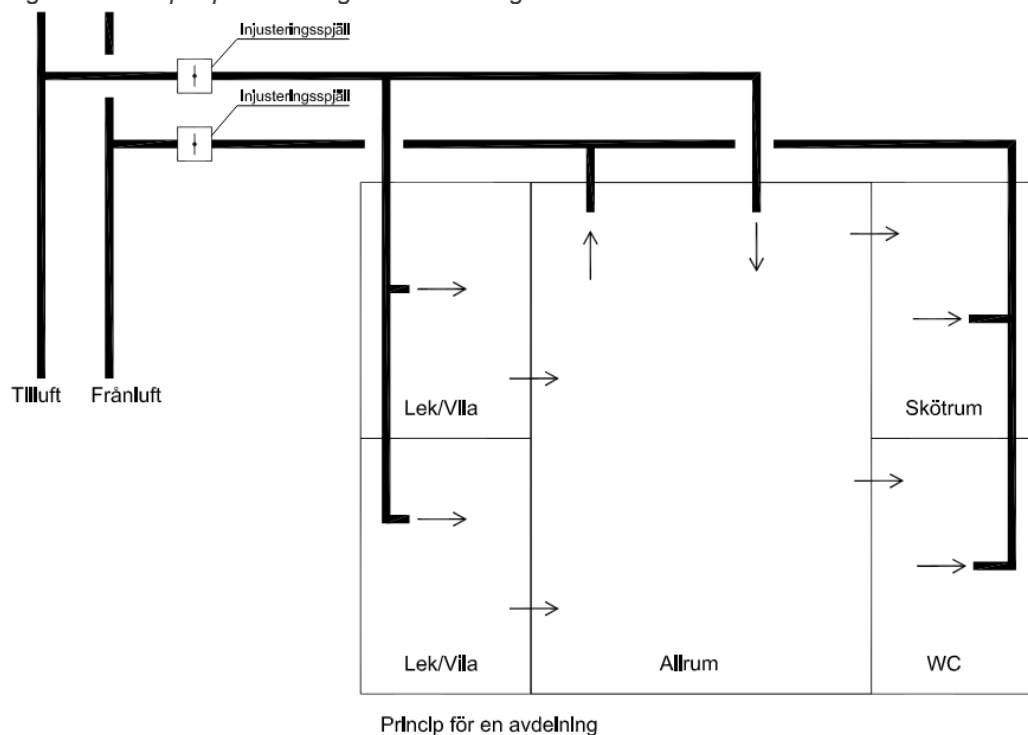 Injusteringsspjäll
Injusteringsspjäll
Tilluft
Frånluft
Lek/Vila
Skötrum
Lek/Vila
Allrum
WC
Princip för en avdelning